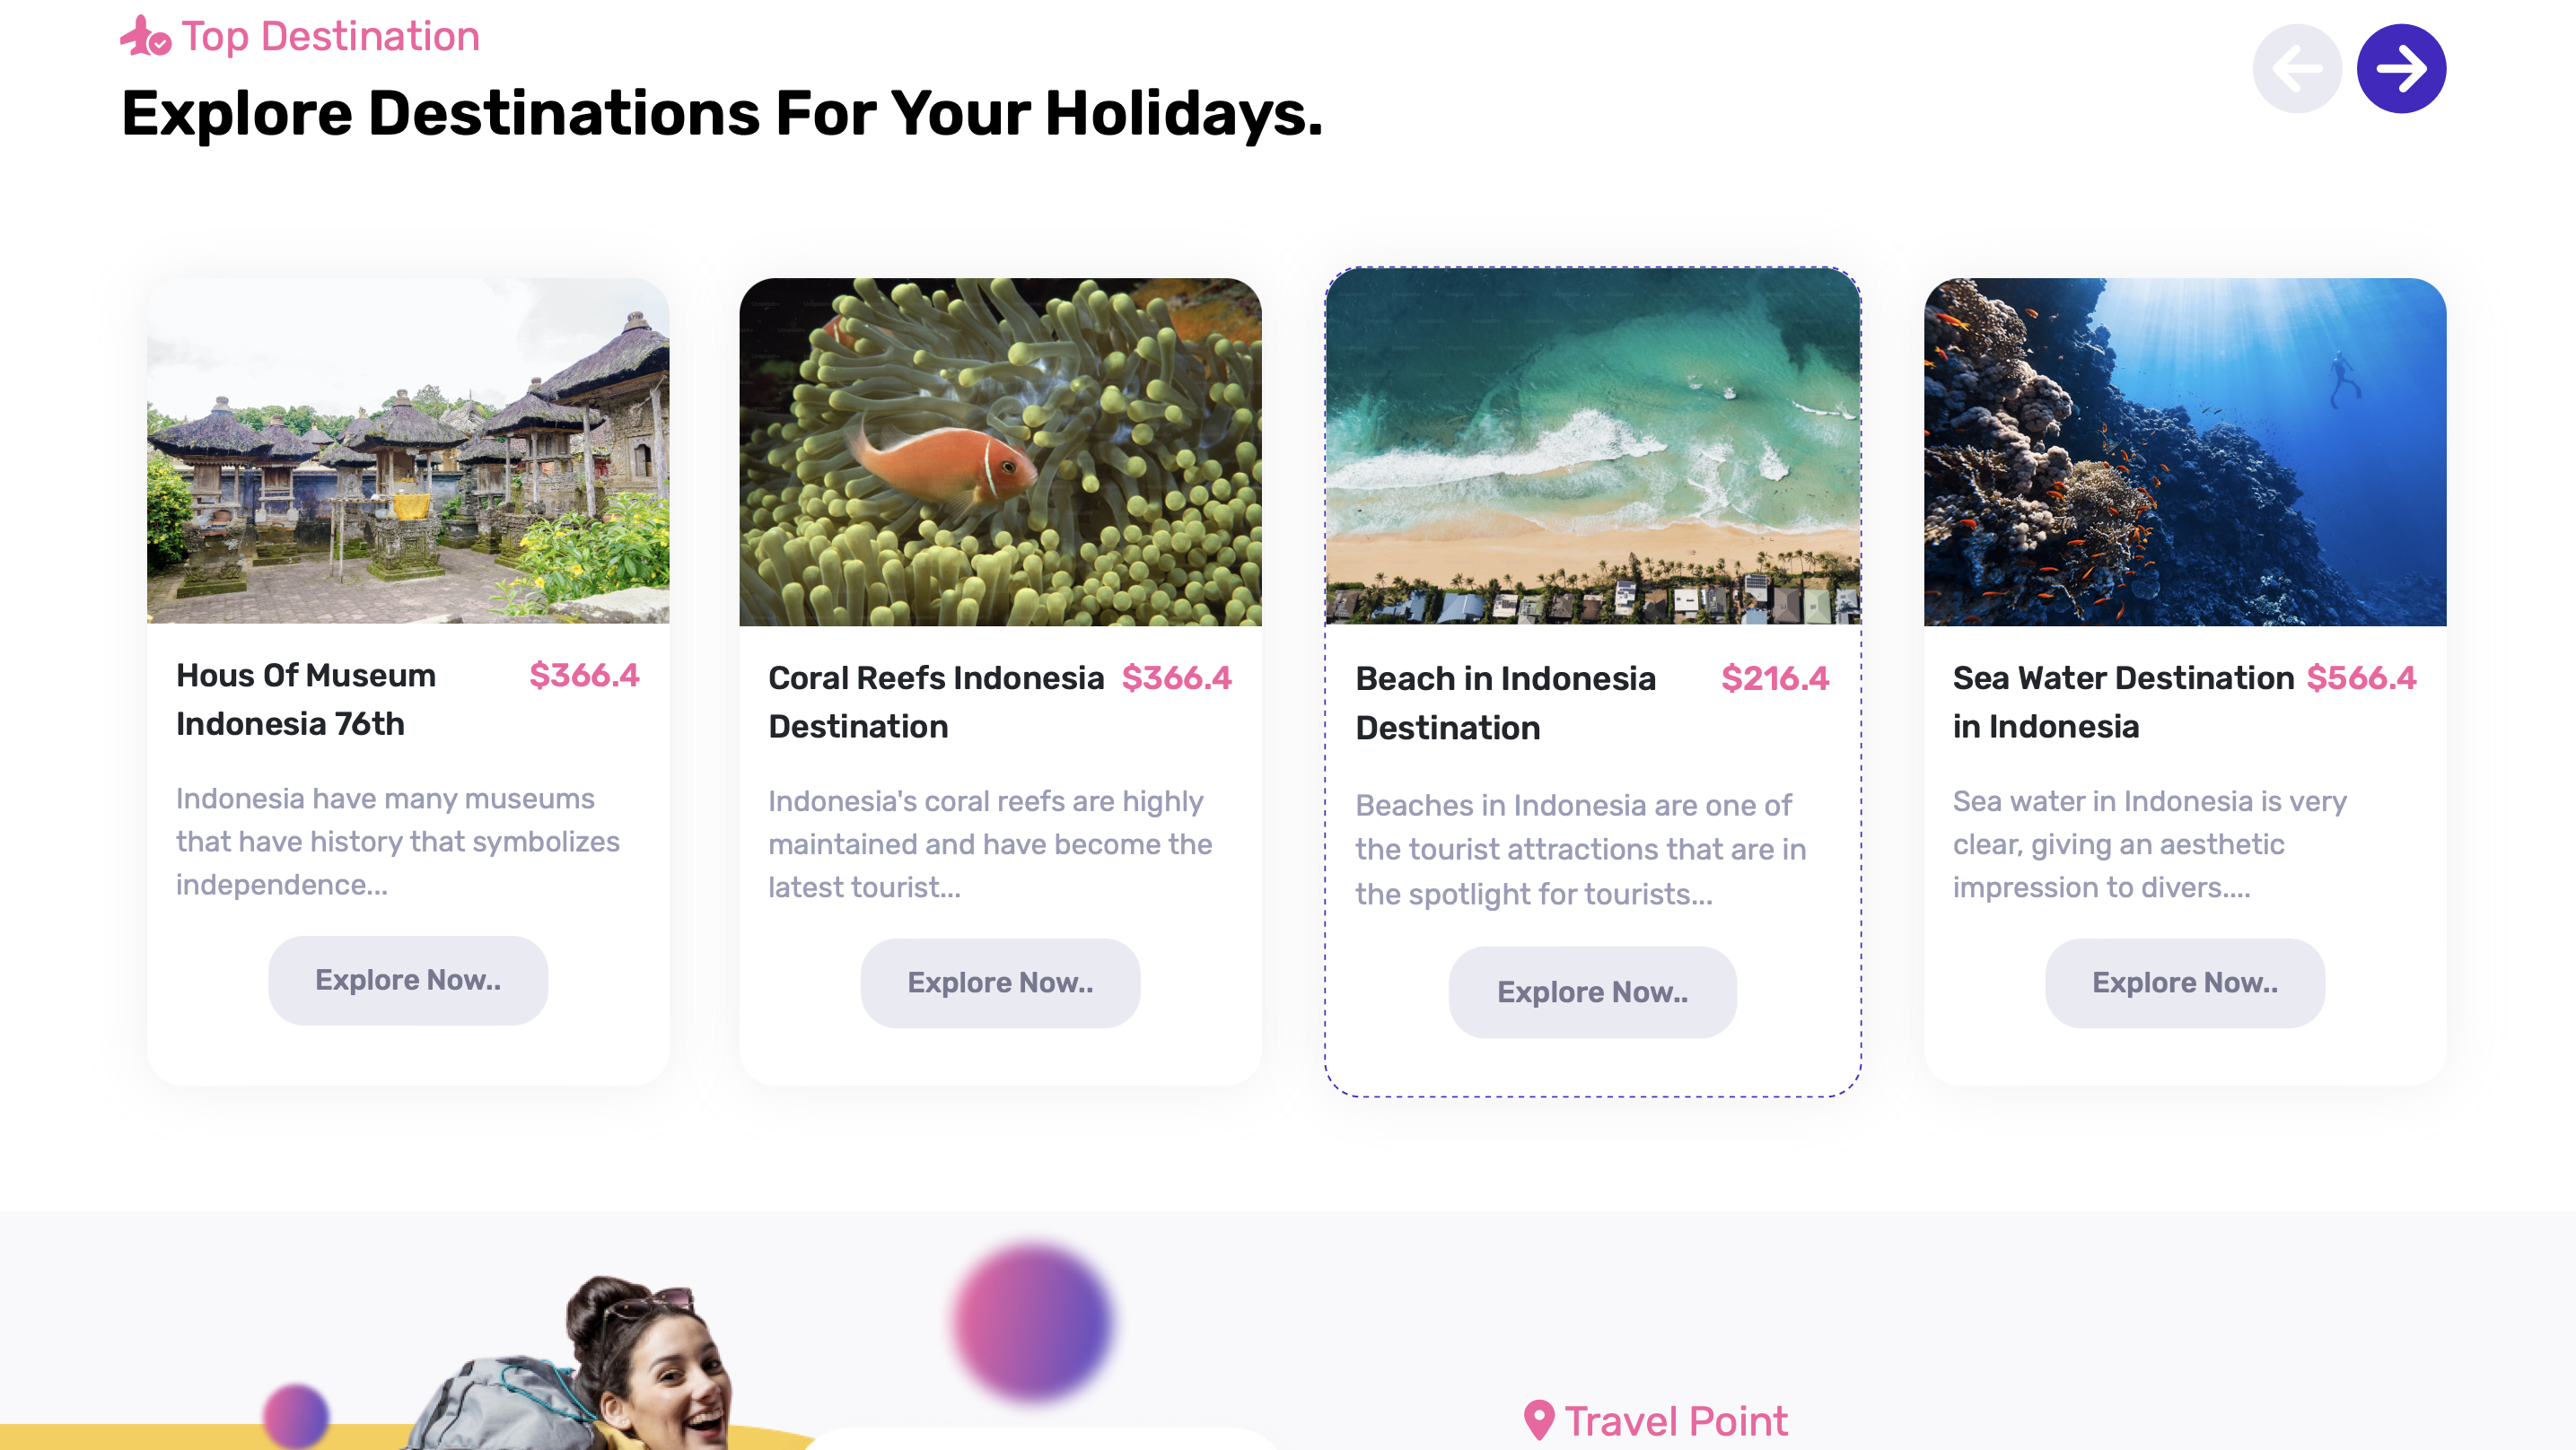 Top Destination
Explore Destinations For Your Holidays.
Hous Of Museum $366.4
Indonesia 76th
Indonesia have many museums
that have history that symbolizes
independence...
Explore Now..
Coral Reefs Indonesia $366.4
Destination
Indonesia's coral reefs are highly
maintained and have become the
latest tourist...
Explore Now..
Beach in Indonesia $216.4
Destination
Beaches in Indonesia are one of
the tourist attractions that are in
the spotlight for tourists...
Explore Now..
Sea Water Destination $566.4
in Indonesia
Sea water in Indonesia is very
clear, giving an aesthetic
impression to divers....
Explore Now..
Travel Point